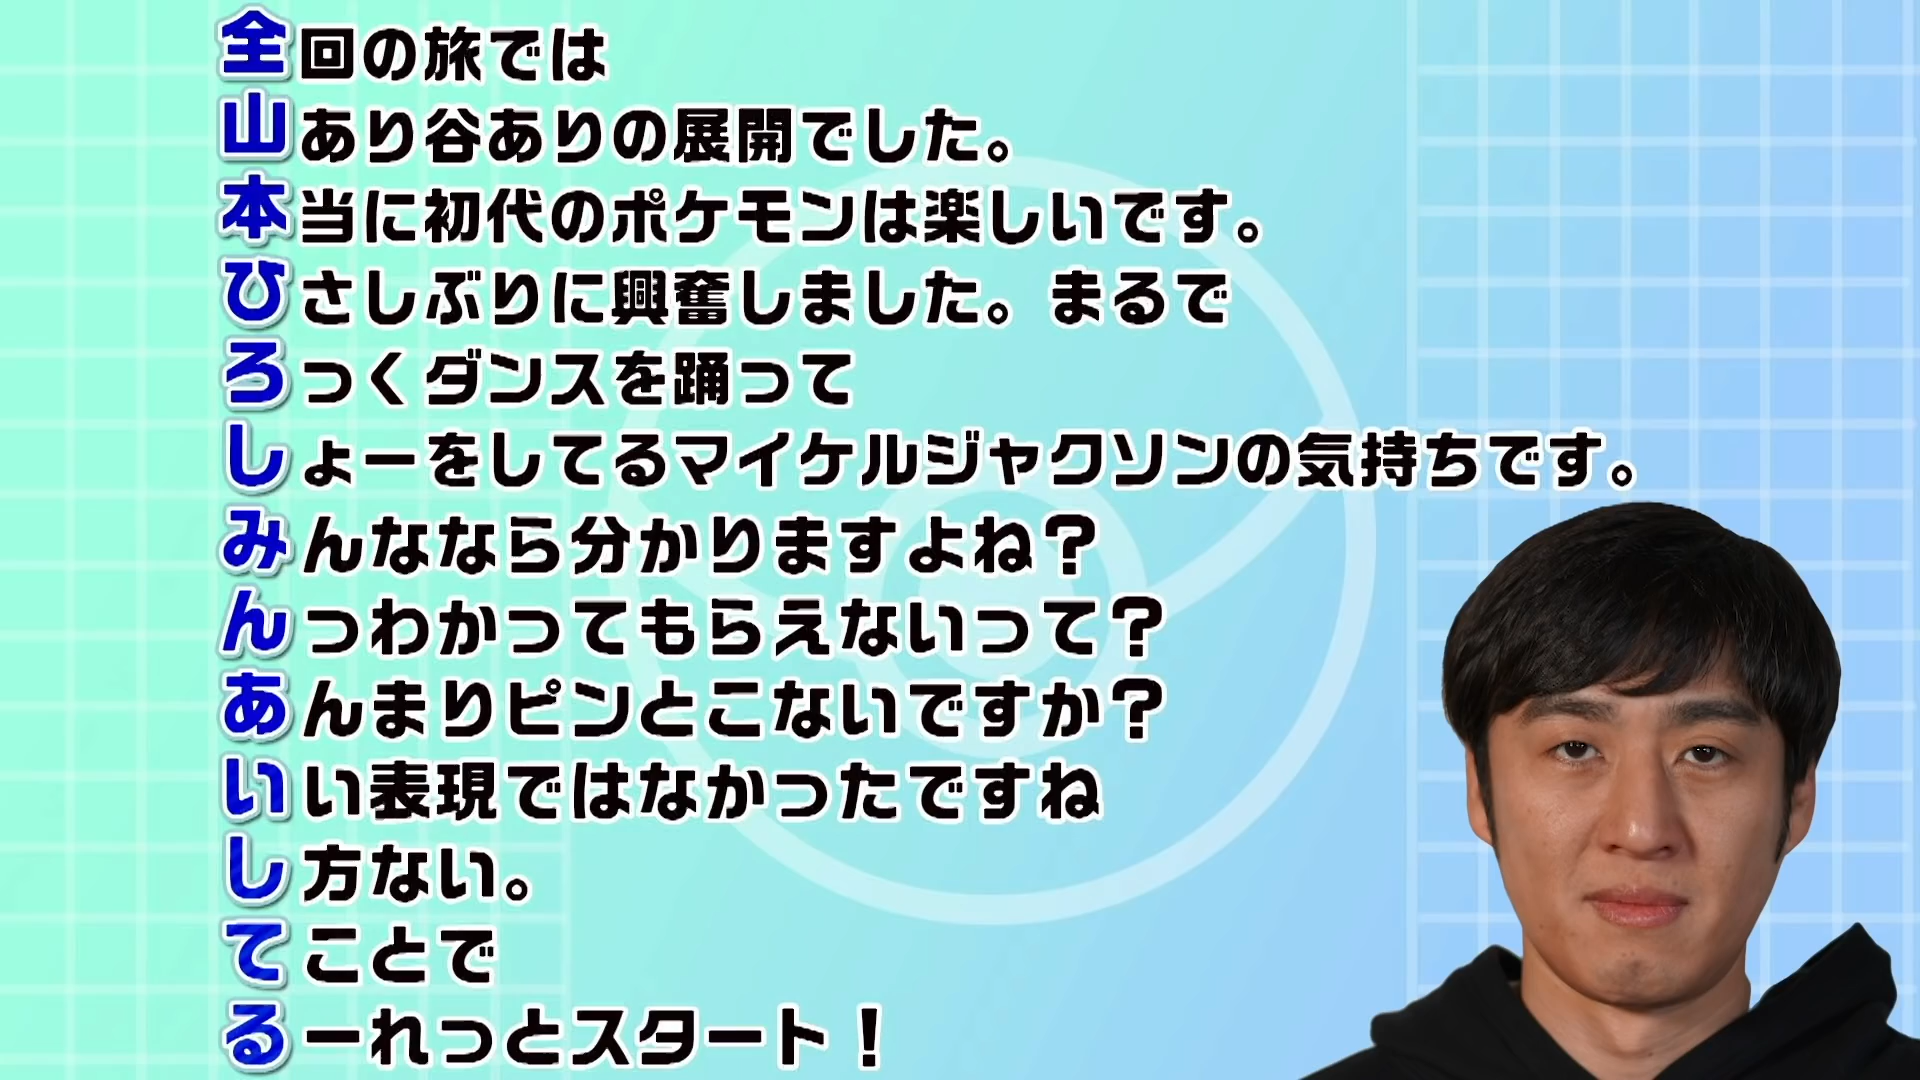 全回の旅では
山あり谷ありの展開でした。
本当に初代のポケモンは楽しいです。
ひさしぶりに興奮しました。まるで
ろっくダンスを踊って
しょーをしてるマイケルジャクソンの気持ちです。
みんななら分かりますよね？
んっわかってもらえないって？
あんまりピンとこないですか？
いい表現ではなかったですね
し方ない。
てことで
るーれっとスタート！